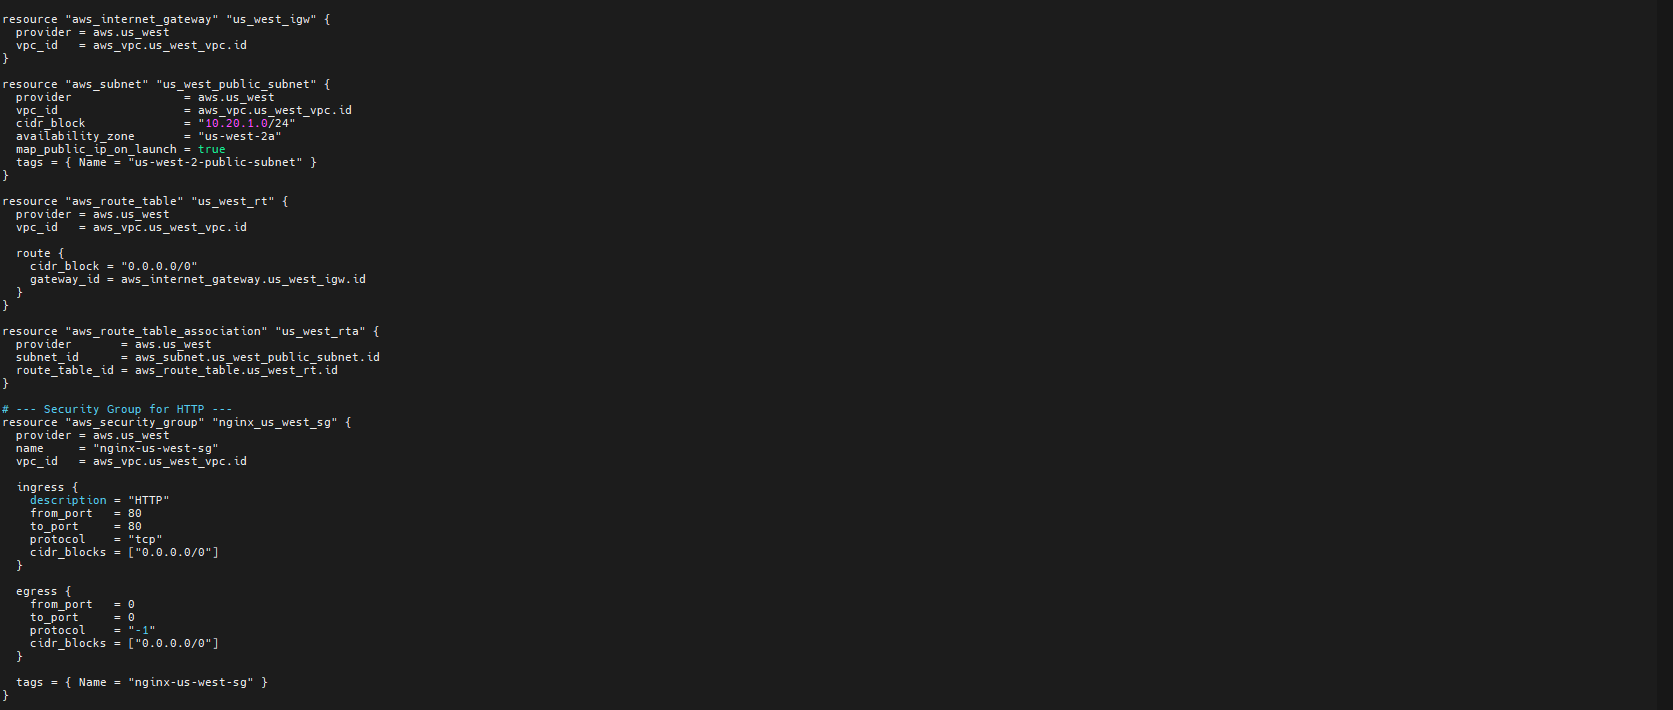 resource "aws_internet_gateway" "us_west_igw" {
  provider = aws.us_west
  vpc_id   = aws_vpc.us_west_vpc.id
}

resource "aws_subnet" "us_west_public_subnet" {
  provider                = aws.us_west
  vpc_id                  = aws_vpc.us_west_vpc.id
  cidr_block              = "10.20.1.0/24"
  availability_zone       = "us-west-2a"
  map_public_ip_on_launch = true
  tags = { Name = "us-west-2-public-subnet" }
}

resource "aws_route_table" "us_west_rt" {
  provider = aws.us_west
  vpc_id   = aws_vpc.us_west_vpc.id

  route {
    cidr_block = "0.0.0.0/0"
    gateway_id = aws_internet_gateway.us_west_igw.id
  }
}

resource "aws_route_table_association" "us_west_rta" {
  provider       = aws.us_west
  subnet_id      = aws_subnet.us_west_public_subnet.id
  route_table_id = aws_route_table.us_west_rt.id
}

# --- Security Group for HTTP ---
resource "aws_security_group" "nginx_us_west_sg" {
  provider = aws.us_west
  name     = "nginx-us-west-sg"
  vpc_id   = aws_vpc.us_west_vpc.id

  ingress {
    description = "HTTP"
    from_port   = 80
    to_port     = 80
    protocol    = "tcp"
    cidr_blocks = ["0.0.0.0/0"]
  }

  egress {
    from_port   = 0
    to_port     = 0
    protocol    = "-1"
    cidr_blocks = ["0.0.0.0/0"]
  }

  tags = { Name = "nginx-us-west-sg" }
}